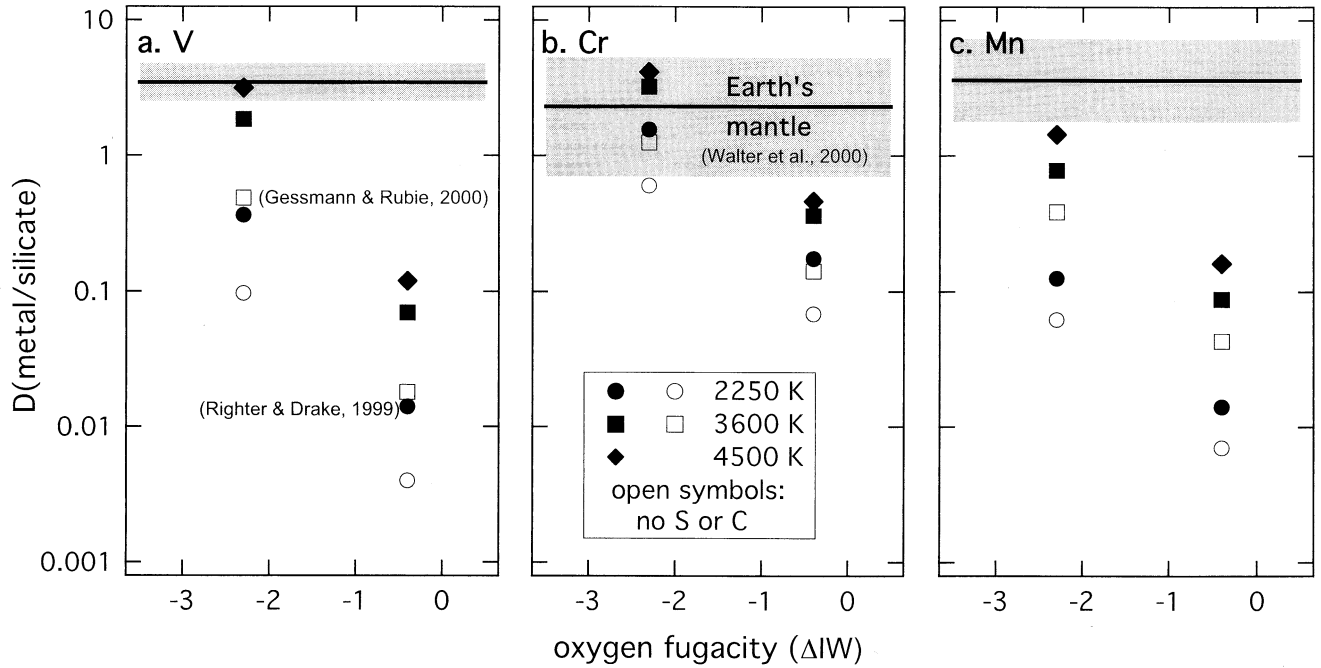 a. V
b. Cr
c. Mn
10
1
0.1
0.01
0.001
D(metal/silicate)
Earth's
mantle
(Walter et al., 2000)
(Gessmann & Rubie, 2000)
(Righter & Drake, 1999)
2250 K
3600 K
4500 K
open symbols:
no S or C
-3 -2 -1 0
-3 -2 -1 0
-3 -2 -1 0
oxygen fugacity (ΔIW)